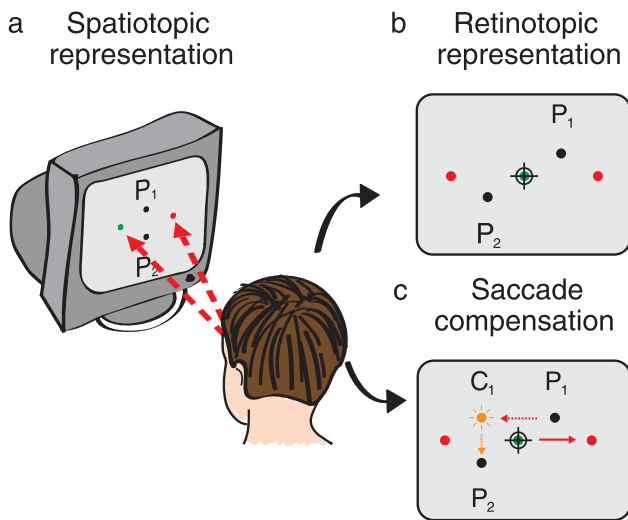 a Spatiotopic
representation
P1
P2
b Retinotopic
representation
P1
P2
c Saccade
compensation
C1 P1
P2